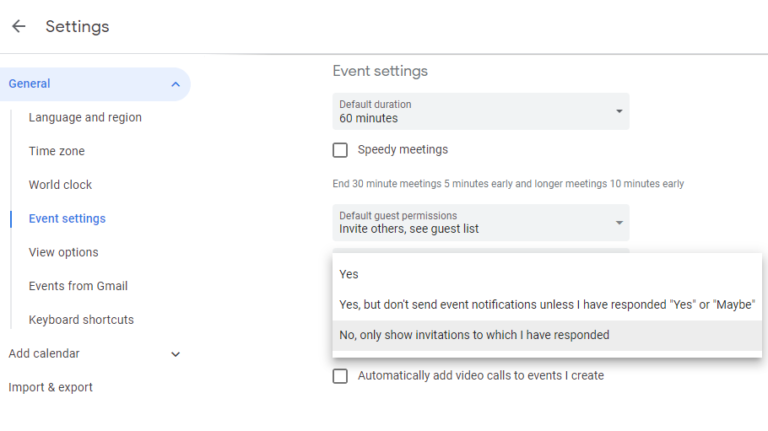 Settings
General
Language and region
Time zone
World clock
Event settings
View options
Events from Gmail
Keyboard shortcuts
Add calendar
Import & export
Event settings
Default duration
60 minutes
Speedy meetings
End 30 minute meetings 5 minutes early and longer meetings 10 minutes early
Default guest permissions
Invite others, see guest list
Yes
Yes, but don't send event notifications unless I have responded "Yes" or "Maybe"
No, only show invitations to which I have responded
Automatically add video calls to events I create